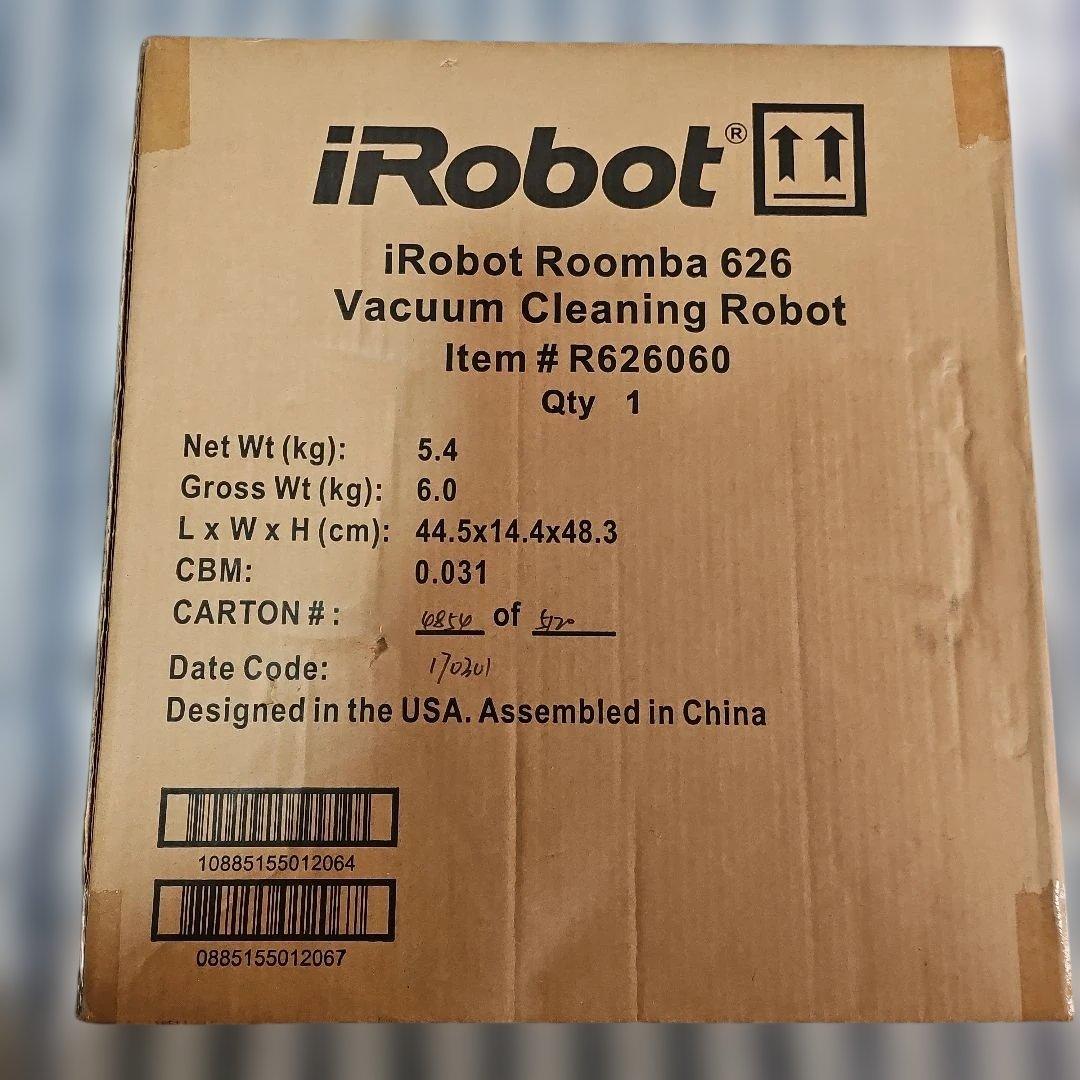 iRobot®
iRobot Roomba 626
Vacuum Cleaning Robot
Item # R626060
Qty 1
Net Wt (kg): 5.4
Gross Wt (kg): 6.0
L x W x H (cm): 44.5x14.4x48.3
CBM: 0.031
CARTON # : of
Date Code: 170301
Designed in the USA. Assembled in China
10885155012064
0885155012067